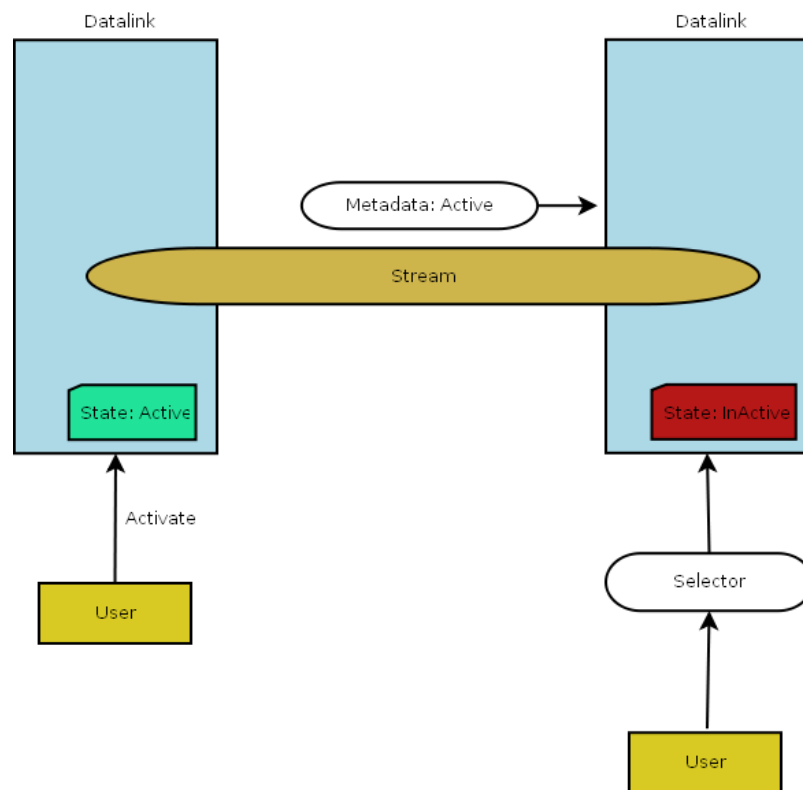 Datalink
Datalink
Metadata: Active
Stream
State: Active
State: InActive
Activate
Selector
User
User